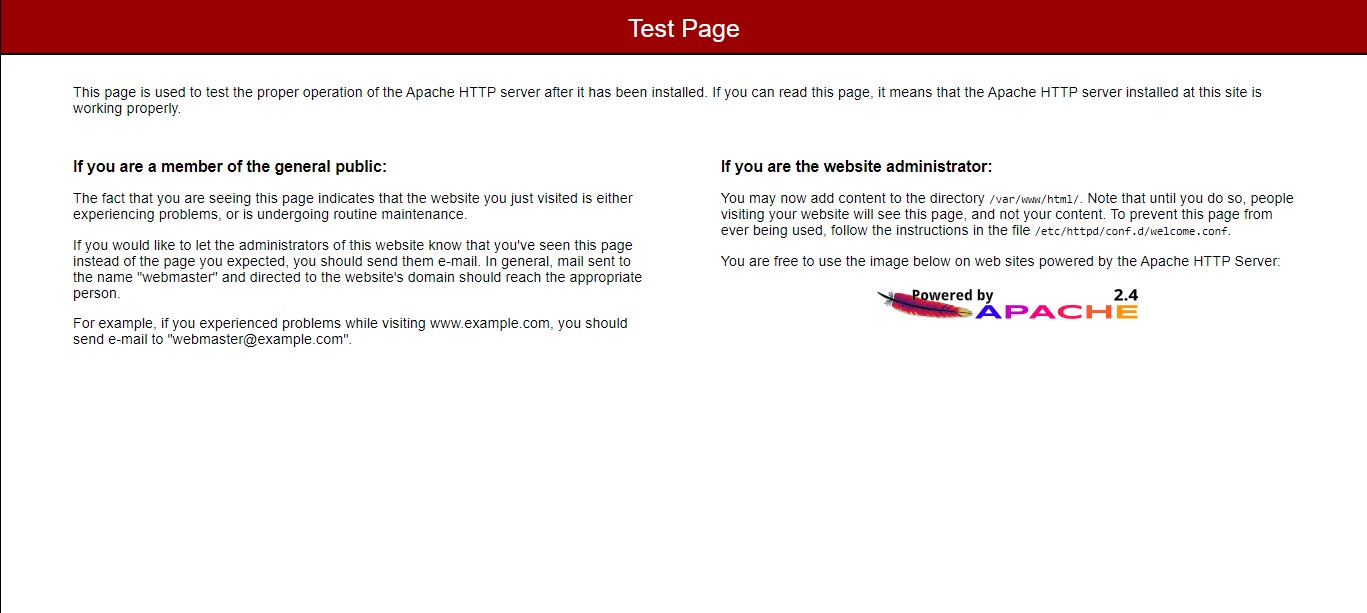 Test Page
This page is used to test the proper operation of the Apache HTTP server after it has been installed. If you can read this page, it means that the Apache HTTP server installed at this site is
working properly.
If you are a member of the general public:
The fact that you are seeing this page indicates that the website you just visited is either
experiencing problems, or is undergoing routine maintenance.
If you would like to let the administrators of this website know that you've seen this page
instead of the page you expected, you should send them e-mail. In general, mail sent to
the name "webmaster" and directed to the website's domain should reach the appropriate
person.
For example, if you experienced problems while visiting www.example.com, you should
send e-mail to "webmaster@example.com".
If you are the website administrator:
You may now add content to the directory /var/www/html/. Note that until you do so, people
visiting your website will see this page, and not your content. To prevent this page from
ever being used, follow the instructions in the file /etc/httpd/conf.d/welcome.conf.
You are free to use the image below on web sites powered by the Apache HTTP Server:
Powered by 2.4
APACHE